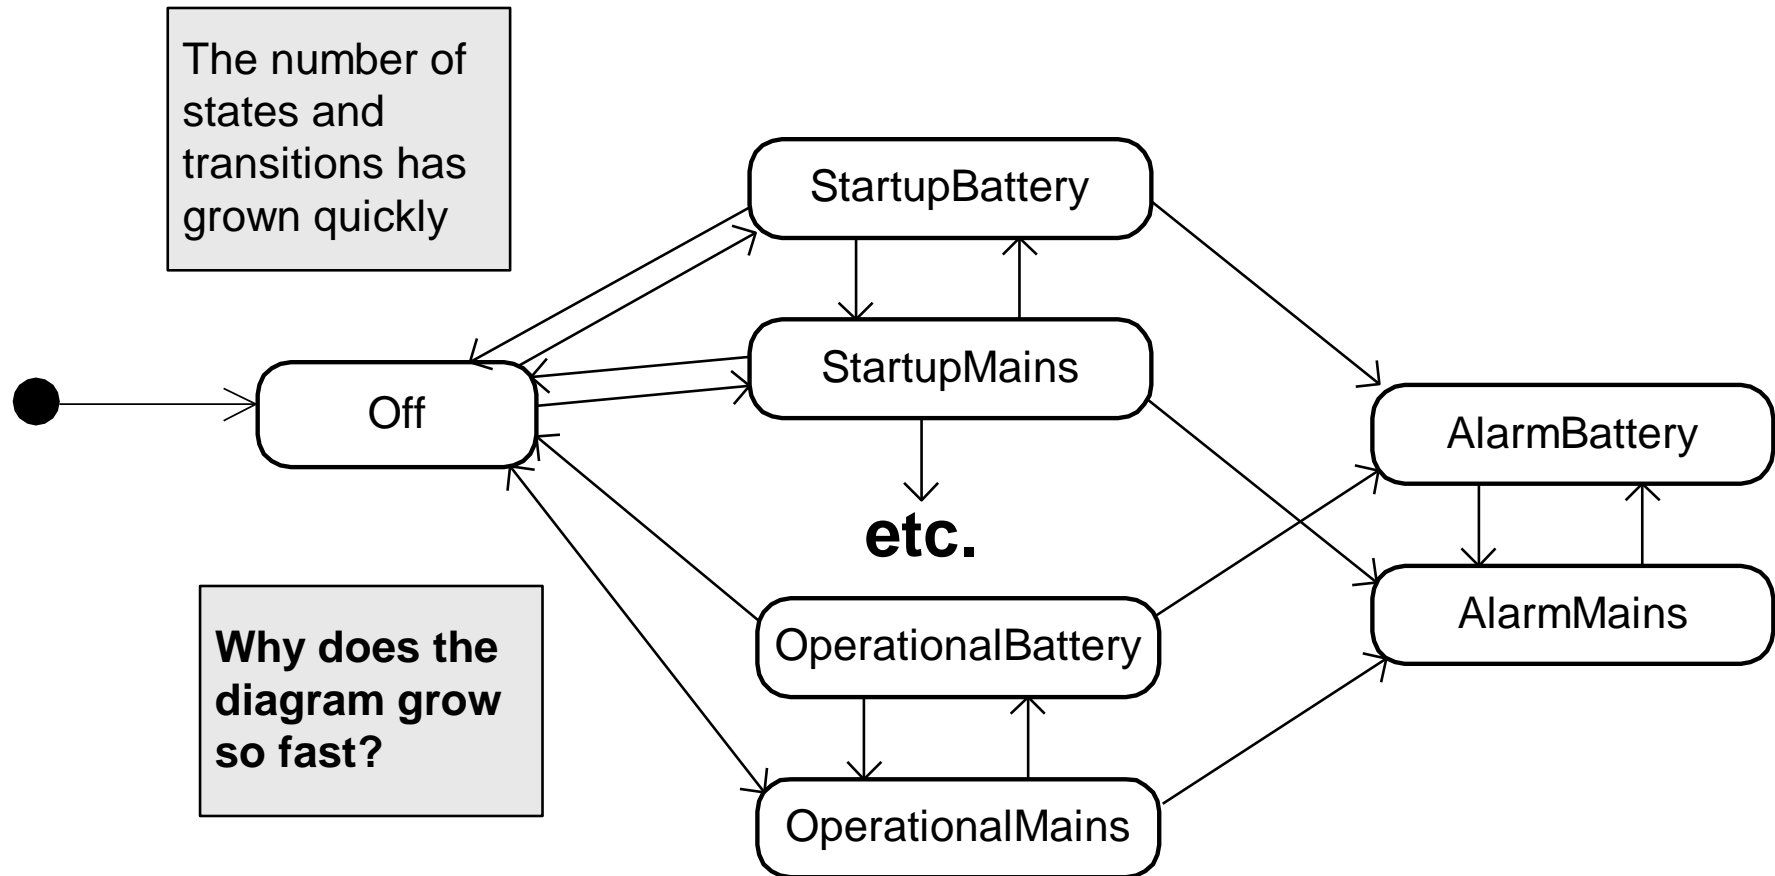 The number of
states and
transitions has
grown quickly
StartupBattery
StartupMains
Off
AlarmBattery
etc.
AlarmMains
Why does the
diagram grow
so fast?
OperationalBattery
OperationalMains